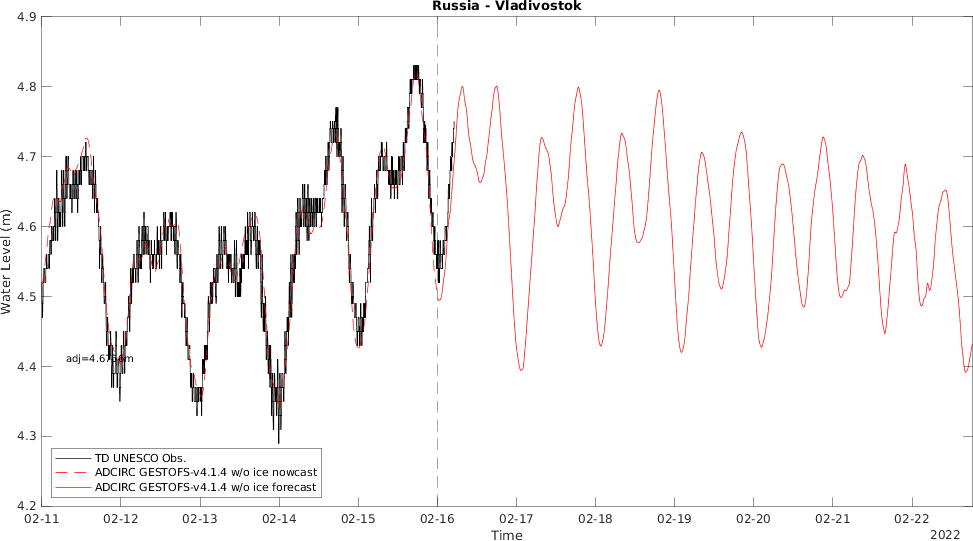 Russia - Vladivostok
4.9
4.8
4.7
4.6
4.5
4.4
4.3
4.2
Water Level (m)
TD UNESCO Obs.
ADCIRC GESTOFS-v4.1.4 w/o ice nowcast
ADCIRC GESTOFS-v4.1.4 w/o ice forecast
02-11 02-12 02-13 02-14 02-15 02-16 02-17 02-18 02-19 02-20 02-21 02-22
Time
2022